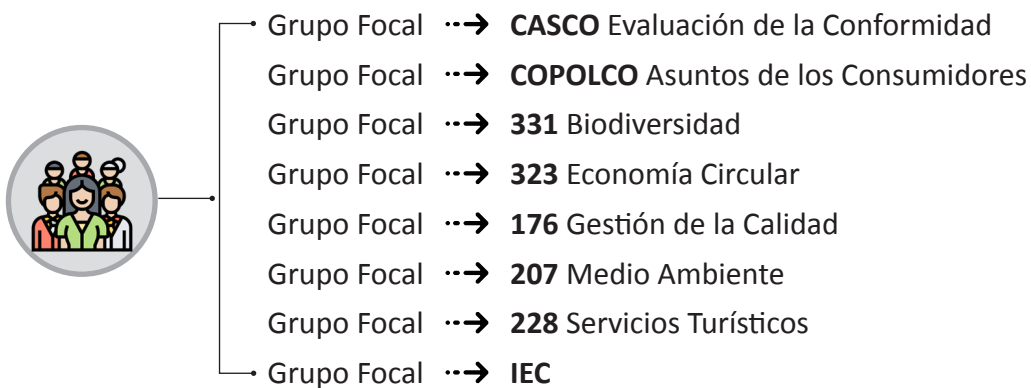 Grupo Focal CASCO Evaluación de la Conformidad
Grupo Focal COPOLCO Asuntos de los Consumidores
Grupo Focal 331 Biodiversidad
Grupo Focal 323 Economía Circular
Grupo Focal 176 Gestión de la Calidad
Grupo Focal 207 Medio Ambiente
Grupo Focal 228 Servicios Turísticos
Grupo Focal IEC